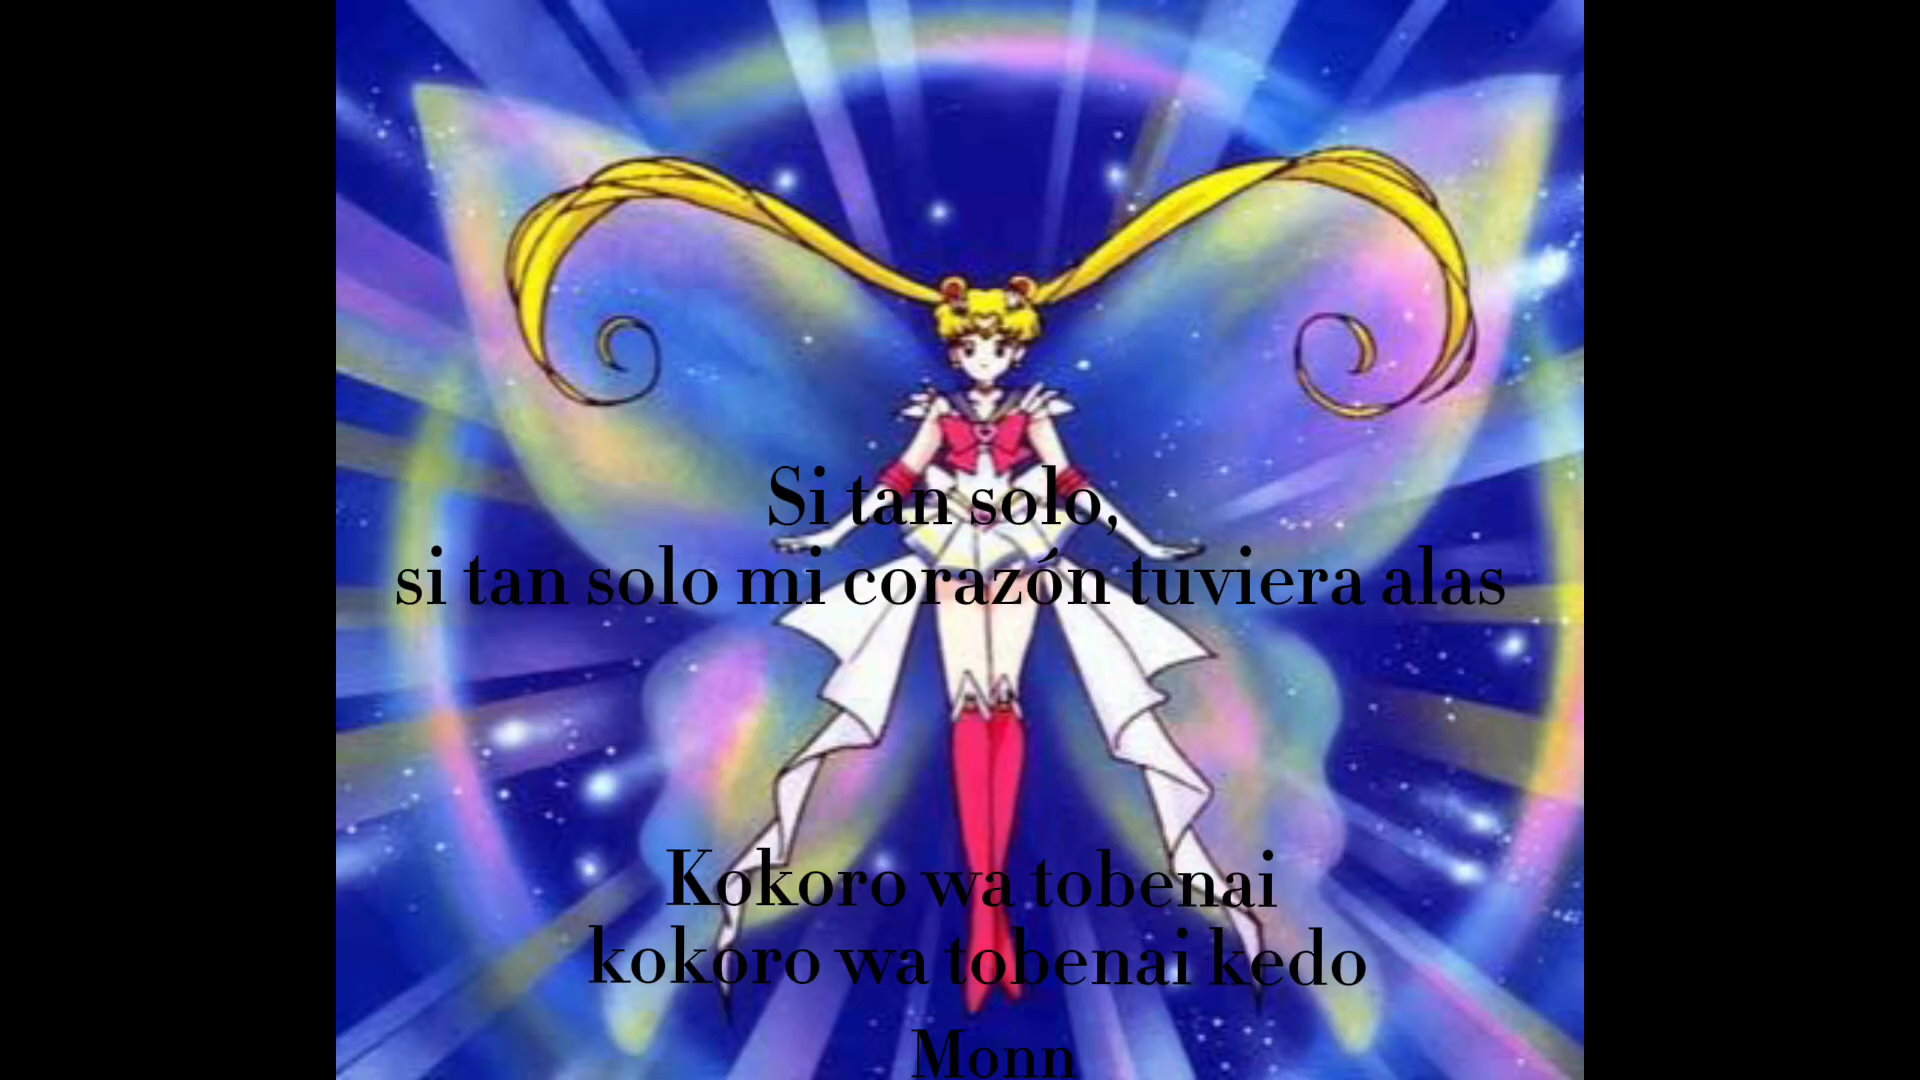 Si tan solo,
si tan solo mi corazón tuviera alas
Kokoro wa tobenai
kokoro wa tobenai kedo
Monn